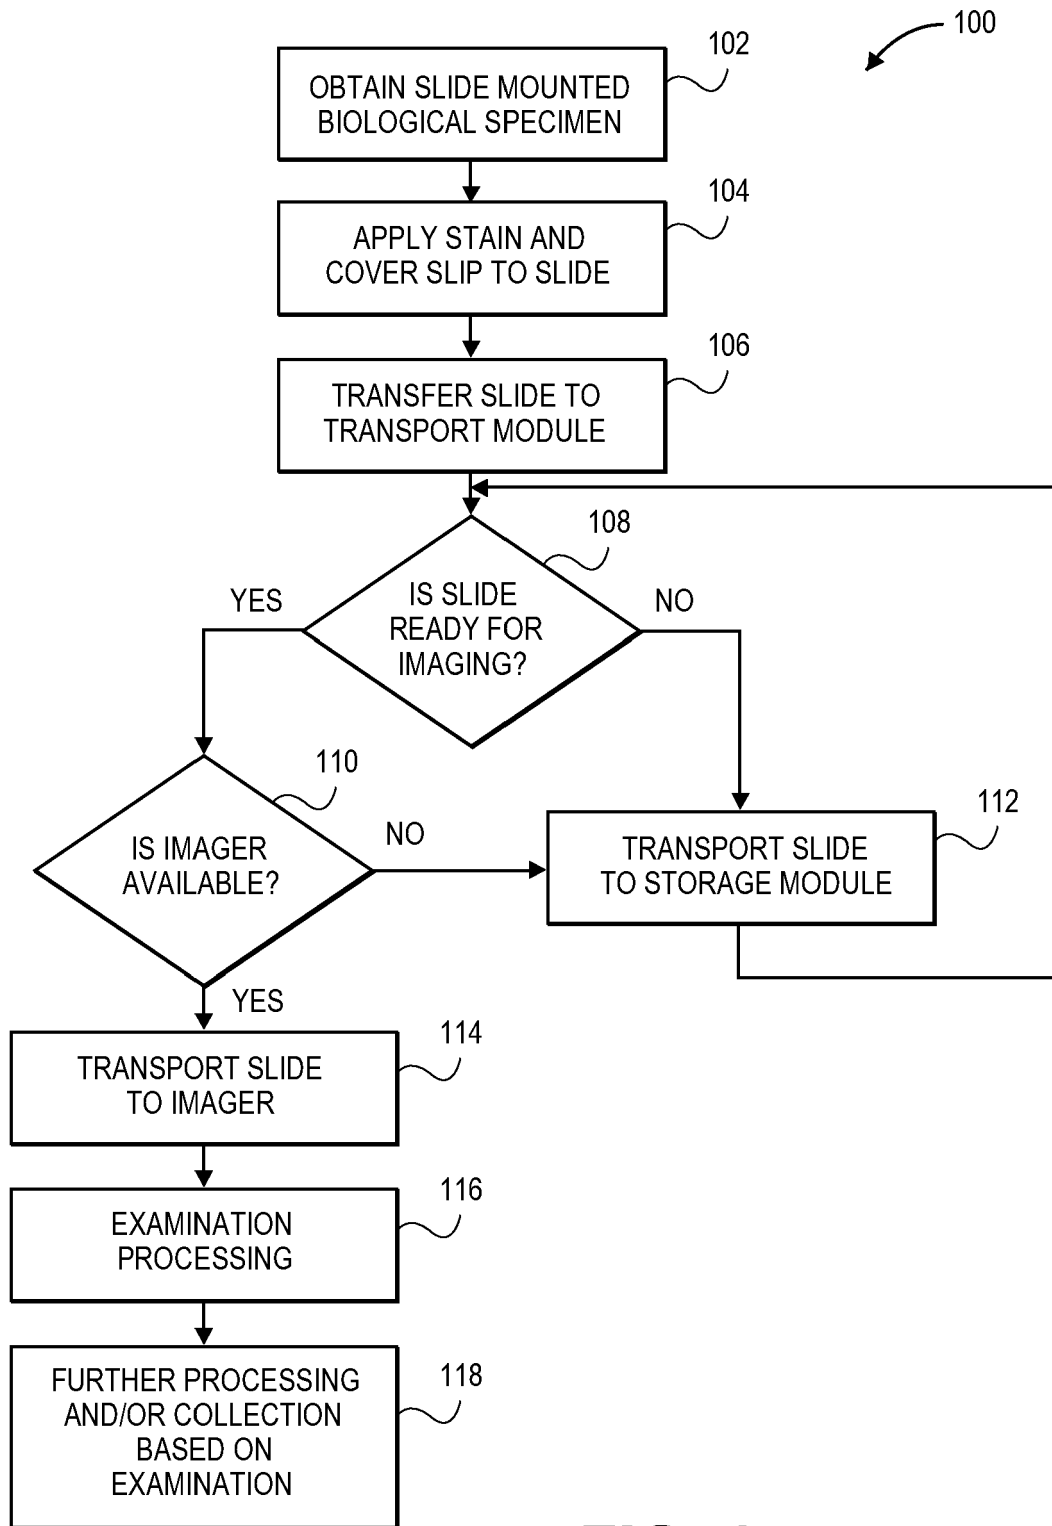 100
102
OBTAIN SLIDE MOUNTED
BIOLOGICAL SPECIMEN
104
APPLY STAIN AND
COVER SLIP TO SLIDE
106
TRANSFER SLIDE TO
TRANSPORT MODULE
108
IS SLIDE
READY FOR
IMAGING?
YES
NO
110
IS IMAGER
AVAILABLE?
NO
YES
112
TRANSPORT SLIDE
TO STORAGE MODULE
114
TRANSPORT SLIDE
TO IMAGER
116
EXAMINATION
PROCESSING
118
FURTHER PROCESSING
AND/OR COLLECTION
BASED ON
EXAMINATION